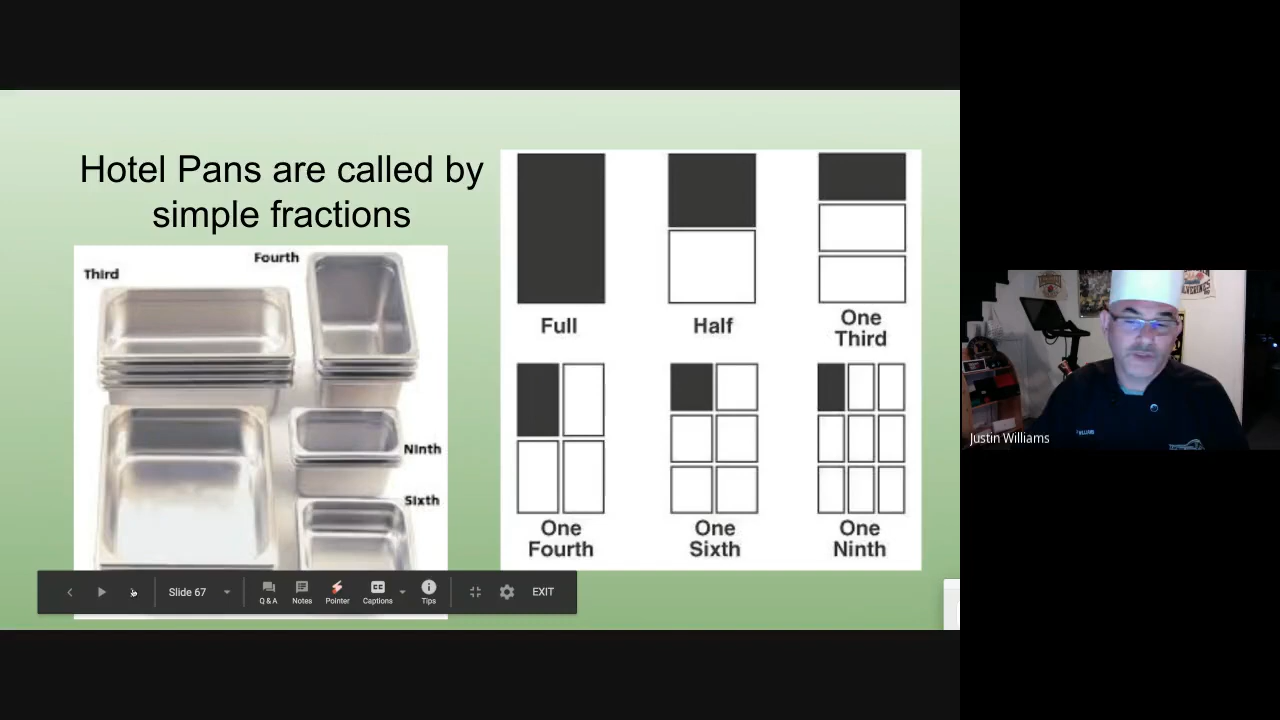 Hotel Pans are called by
simple fractions
Third
Fourth
Ninth
Sixth
Full
Half
One
Third
One
Fourth
One
Sixth
One
Ninth
Slide 67
Q & A
Notes
Pointer
CC
Captions
Tips
EXIT
Justin Williams